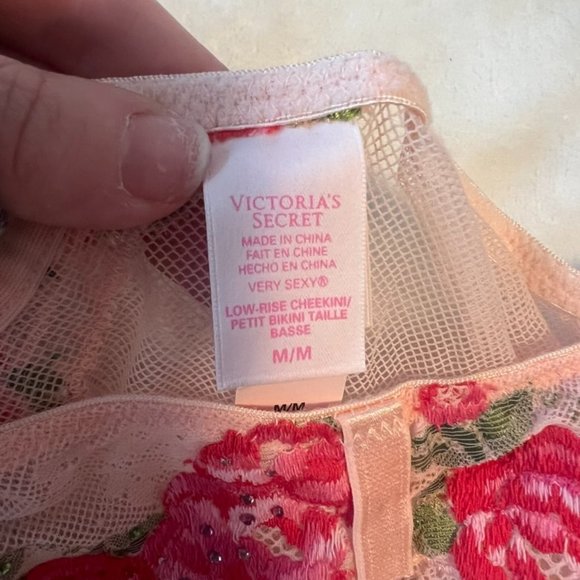 VICTORIA'S
SECRET
MADE IN CHINA
FAIT EN CHINE
HECHO EN CHINA
VERY SEXY®
LOW-RISE CHEEKINI/
PETIT BIKINI TAILLE
BASSE
M/M
M/M